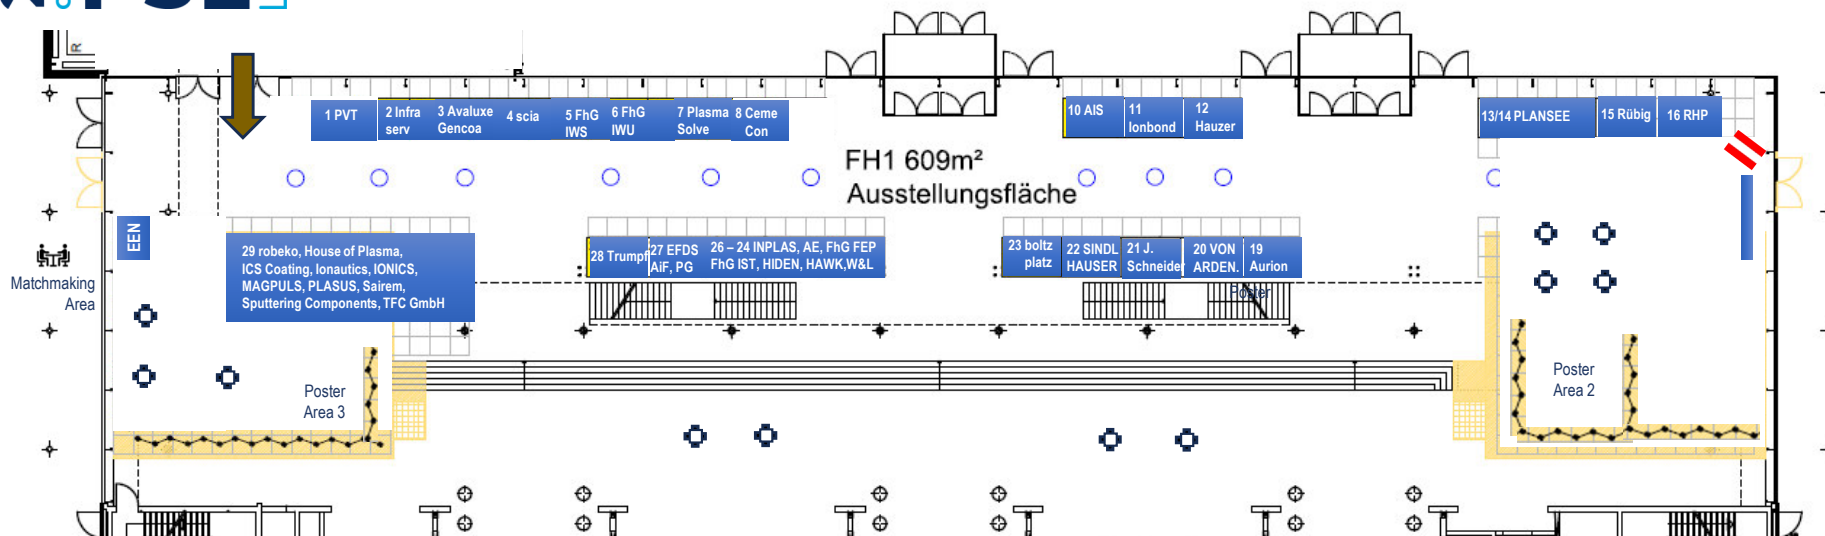 PSE
R
1 PVT
2 Infra
serv
3 Avaluxe
Gencoa
4 scia
5 FhG
IWS
6 FhG
IWU
7 Plasma
Solve
8 Ceme
Con
10 AIS
11
Ionbond
12
Hauzer
13/14 PLANSEE
15 Rübig
16 RHP
FH1 609m²
Ausstellungsfläche
EEN
Matchmaking
Area
29 robeko, House of Plasma,
ICS Coating, Ionautics, IONICS,
MAGPULS, PLASUS, Sairem,
Sputtering Components, TFC GmbH
28 Trumpf
27 EFDS
AiF, PG
26 – 24 INPLAS, AE, FhG FEP
FhG IST, HIDEN, HAWK,W&L
23 boltz
platz
22 SINDL
HAUSER
21 J.
Schneider
20 VON
ARDEN.
19
Aurion
Poster
Poster
Area 3
Poster
Area 2